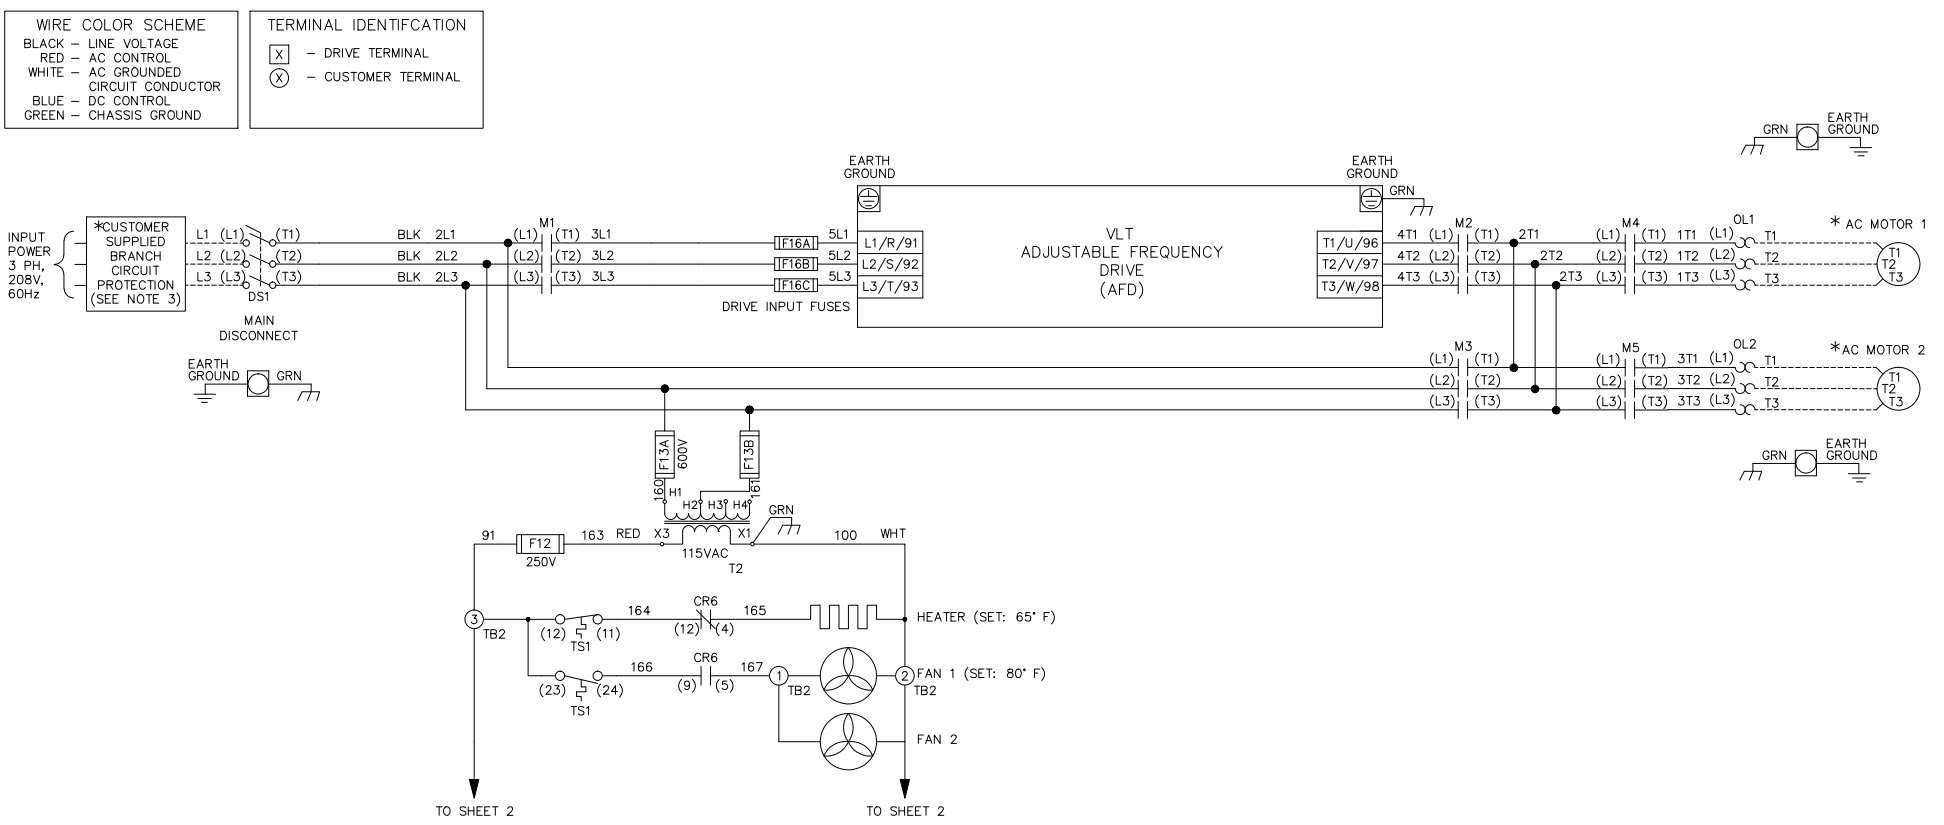 WIRE COLOR SCHEME
BLACK – LINE VOLTAGE
RED – AC CONTROL
WHITE – AC GROUNDED
CIRCUIT CONDUCTOR
BLUE – DC CONTROL
GREEN – CHASSIS GROUND
TERMINAL IDENTIFCATION
X – DRIVE TERMINAL
X – CUSTOMER TERMINAL
GRN
EARTH
GROUND
EARTH
GROUND
EARTH
GROUND
GRN
INPUT
POWER
3 PH,
208V,
60Hz
*CUSTOMER
SUPPLIED
BRANCH
CIRCUIT
PROTECTION
(SEE NOTE 3)
L1 (L1) (T1) BLK 2L1 (L1) M1 (T1) 3L1 F16A 5L1 L1/R/91
L2 (L2) (T2) BLK 2L2 (L2) (T2) 3L2 F16B 5L2 L2/S/92
L3 (L3) (T3) BLK 2L3 (L3) (T3) 3L3 F16C 5L3 L3/T/93
DS1
MAIN
DISCONNECT
DRIVE INPUT FUSES
VLT
ADJUSTABLE FREQUENCY
DRIVE
(AFD)
T1/U/96 4T1 (L1) M2 (T1) 2T1 (L1) M4 (T1) 1T1 (L1) OL1 T1
T2/V/97 4T2 (L2) (T2) 2T2 (L2) (T2) 1T2 (L2) T2
T3/W/98 4T3 (L3) (T3) 2T3 (L3) (T3) 1T3 (L3) T3
* AC MOTOR 1
T1
T2
T3
EARTH
GROUND
GRN
M3 M5 OL2
(L1) (T1) (L1) (T1) 3T1 (L1) T1
(L2) (T2) (L2) (T2) 3T2 (L2) T2
(L3) (T3) (L3) (T3) 3T3 (L3) T3
*AC MOTOR 2
T1
T2
T3
GRN
EARTH
GROUND
F13A
600V
F13B
160
H1
H2
H3
H4
161
GRN
91 F12 163 RED X3 X1 100 WHT
250V
115VAC
T2
3
TB2
(12) (11)
TS1
164
CR6
(12) (4)
165
HEATER (SET: 65° F)
(23) (24)
TS1
166
CR6
(9) (5)
167
1
TB2
2
TB2
FAN 1 (SET: 80° F)
FAN 2
TO SHEET 2
TO SHEET 2